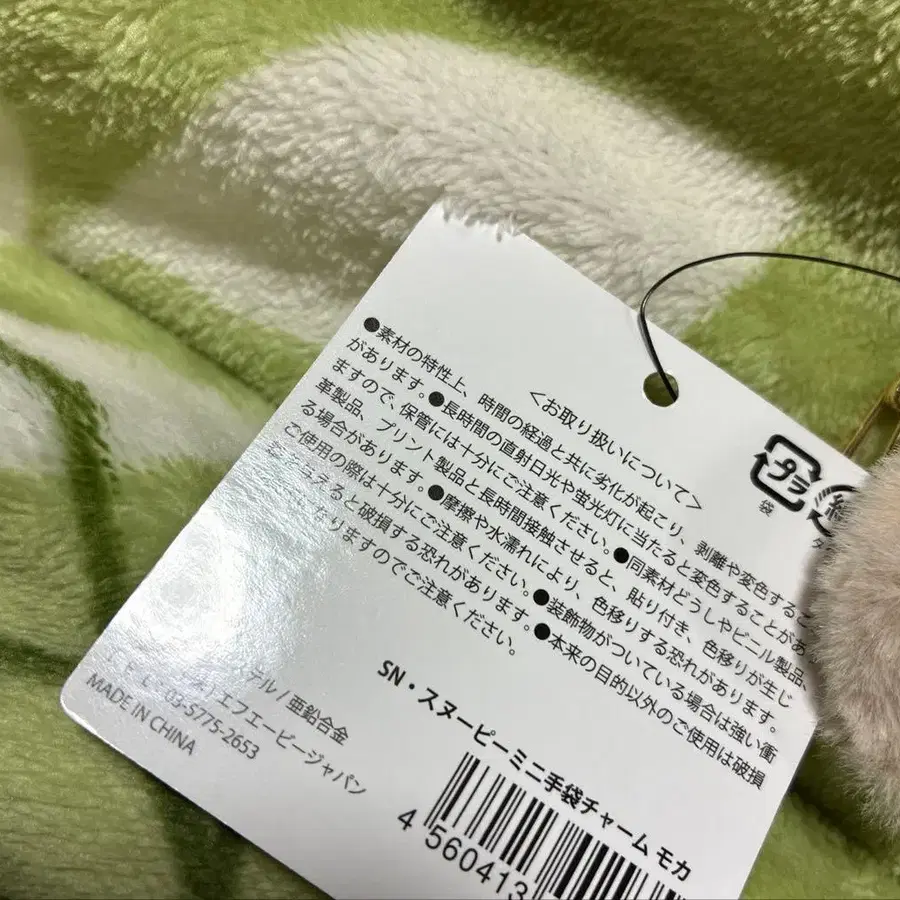 ＜お取り扱いについて＞
●素材の特性上、時間の経過と共に劣化が起こり、剥離や変色すること
があります。●長時間の直射日光や蛍光灯に当たると変色することがあ
ますので、保管には十分にご注意ください。●同素材どうしやビニール製品、
革製品、プリント製品と長時間接触させると、貼り付き、色移りが生じ
る場合があります。●摩擦や水濡れにより、色移りする恐れがあります。
ご使用の際は十分にご注意ください。●装飾物がついている場合は強い衝
えると破損する恐れがあります。●本来の目的以外のご使用は破損
なりますのでご注意ください。
プラ
袋
紙
タ
テル / 亜鉛合金
エフエービージャパン
03-5775-2653
MADE IN CHINA
SN・スヌーピーミニ手袋チャーム モカ
4 560413